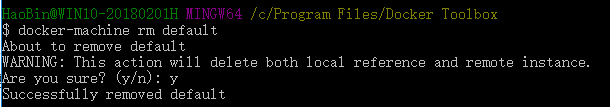 HaoBin@WIN10-20180201H MINGW64 /c/Program Files/Docker Toolbox
$ docker-machine rm default
About to remove default
WARNING: This action will delete both local reference and remote instance.
Are you sure? (y/n): y
Successfully removed default